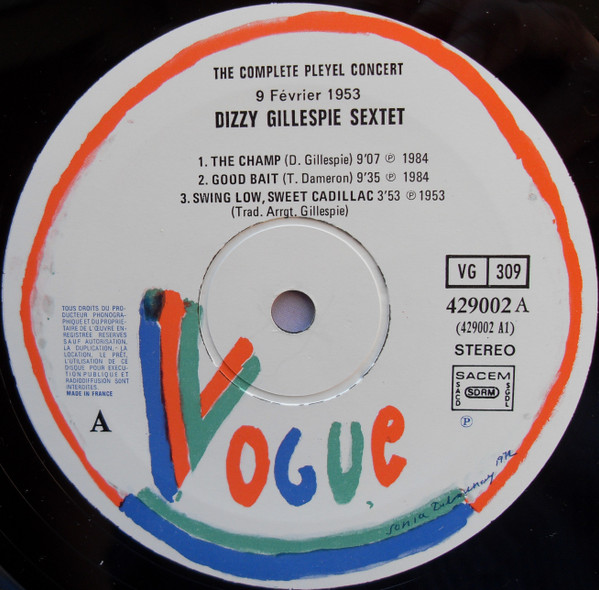 THE COMPLETE PLEYEL CONCERT
9 Février 1953
DIZZY GILLESPIE SEXTET
1. THE CHAMP (D. Gillespie) 9'07 ℗ 1984
2. GOOD BAIT (T. Dameron) 9'35 ℗ 1984
3. SWING LOW, SWEET CADILLAC 3'53 ℗ 1953
(Trad. Arrgt. Gillespie)
VG 309
429002 A
(429002 A1)
STEREO
SACEM
SACD SDRM SGDL
℗
TOUS DROITS DU PRO-
DUCTEUR PHONOGRA-
PHIQUE ET DU PROPRIE-
TAIRE DE L'ŒUVRE EN-
REGISTREE RESERVES
SAUF AUTORISATION,
LA DUPLICATION, LA
LOCATION, LE PRÊT,
L'UTILISATION DE CE
DISQUE POUR EXECU-
TION PUBLIQUE ET
RADIODIFFUSION SONT
INTERDITES.
MADE IN FRANCE
A
VOGUE
Sonia Delaunay